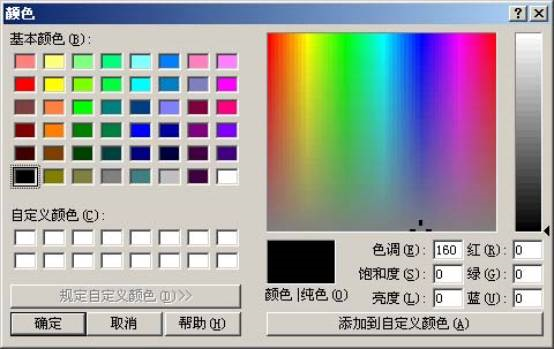 颜色
基本颜色(B):
自定义颜色(C):
规定自定义颜色(D)>>
确定
取消
帮助(H)
颜色|纯色(O)
色调(E): 160 红(R): 0
饱和度(S): 0 绿(G): 0
亮度(L): 0 蓝(U): 0
添加到自定义颜色(A)